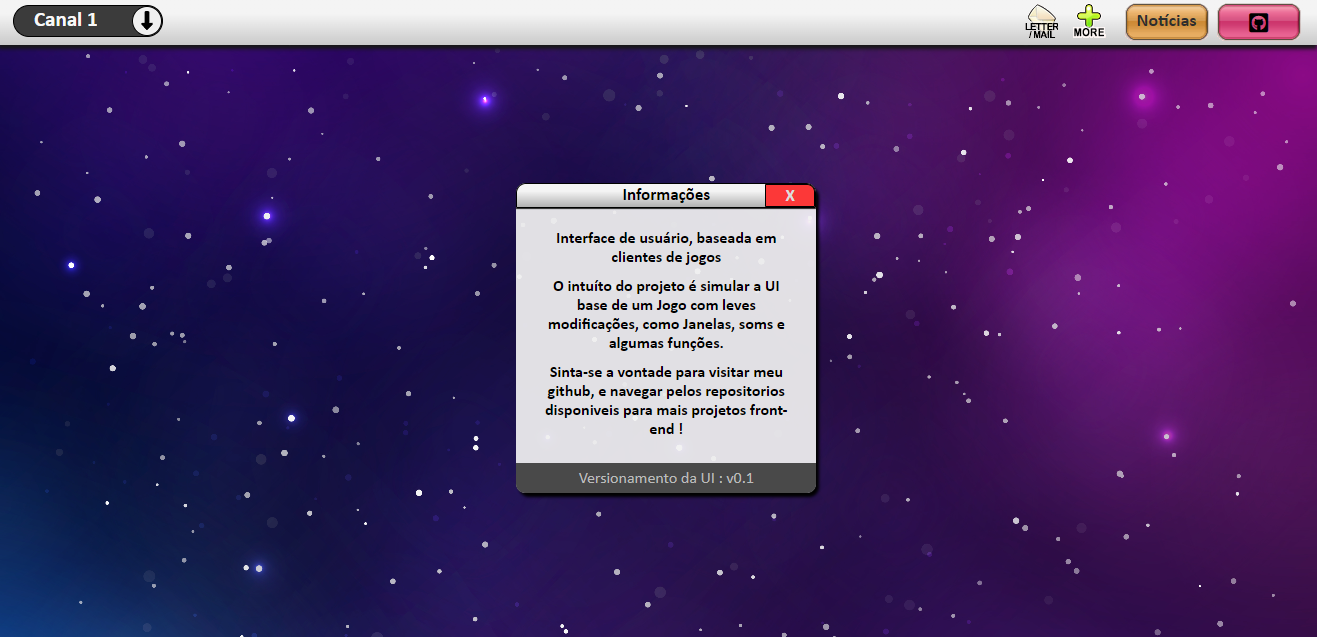 Canal 1
LETTER
/MAIL
MORE
Notícias
Informações
X
Interface de usuário, baseada em
clientes de jogos
O intuíto do projeto é simular a UI
base de um Jogo com leves
modificações, como Janelas, soms e
algumas funções.
Sinta-se a vontade para visitar meu
github, e navegar pelos repositorios
disponiveis para mais projetos front-
end !
Versionamento da UI : v0.1